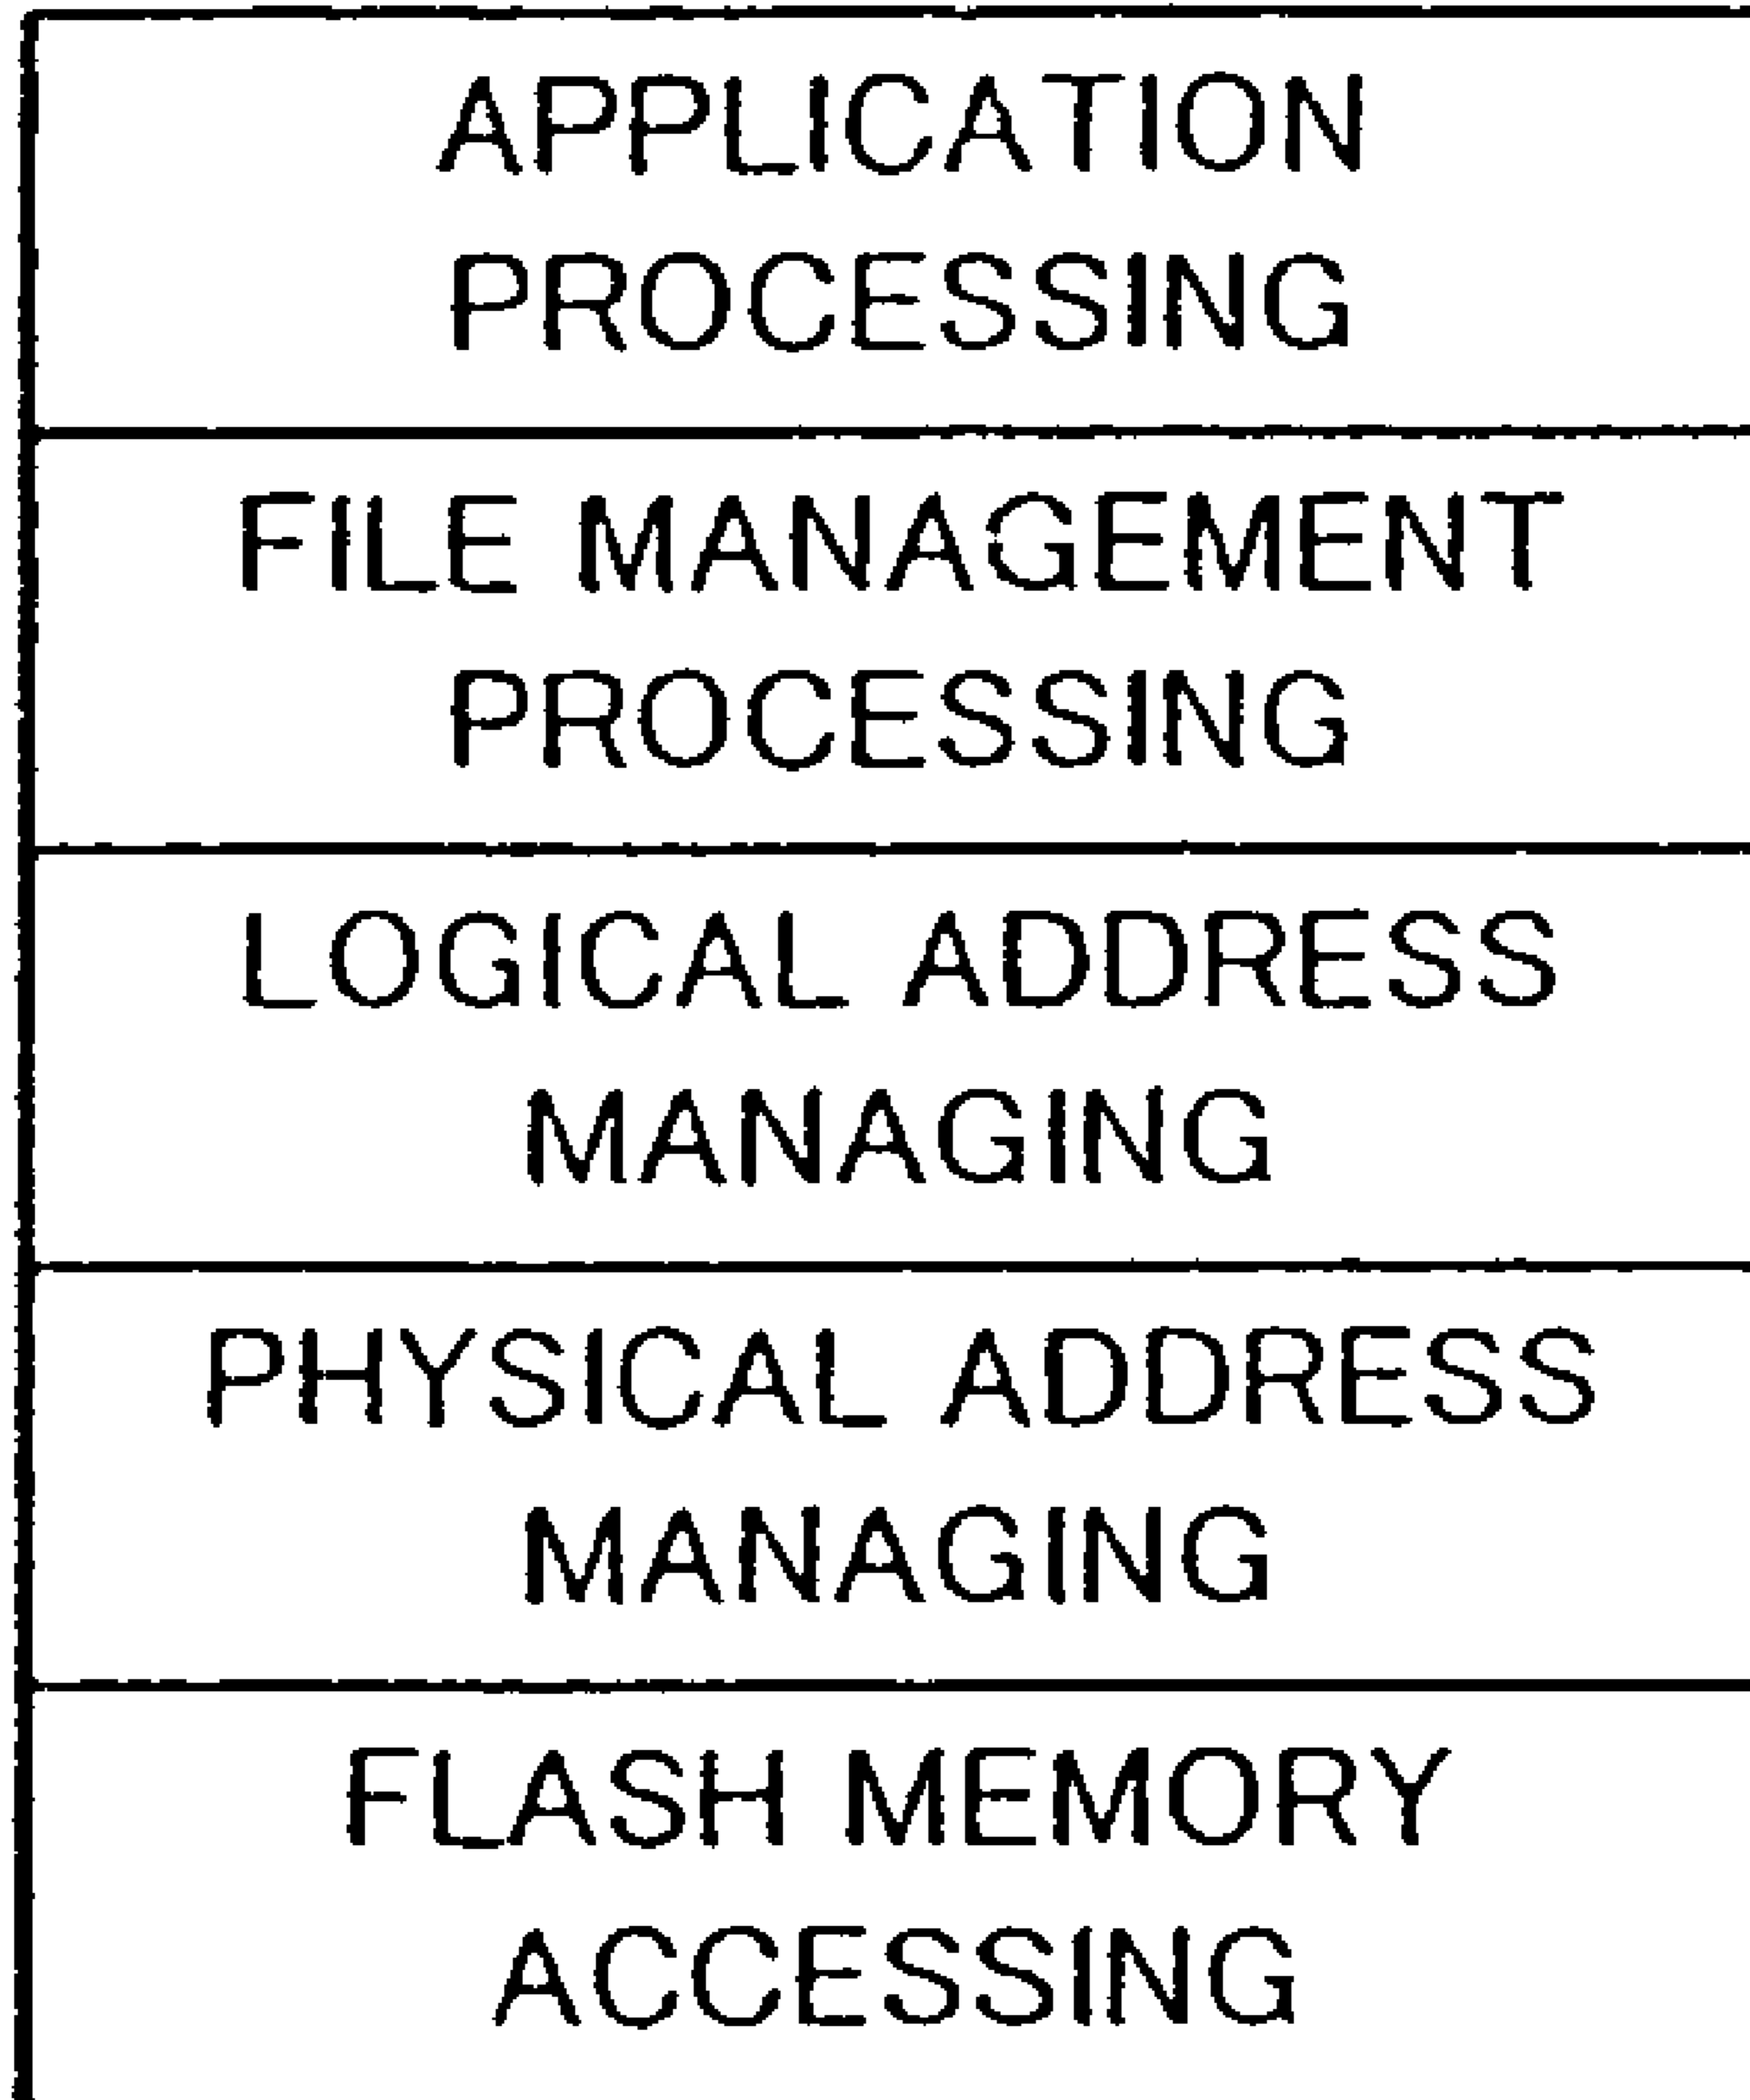 APPLICATION
PROCESSING
FILE MANAGEMENT
PROCESSING
LOGICAL ADDRESS
MANAGING
PHYSICAL ADDRESS
MANAGING
FLASH MEMORY
ACCESSING